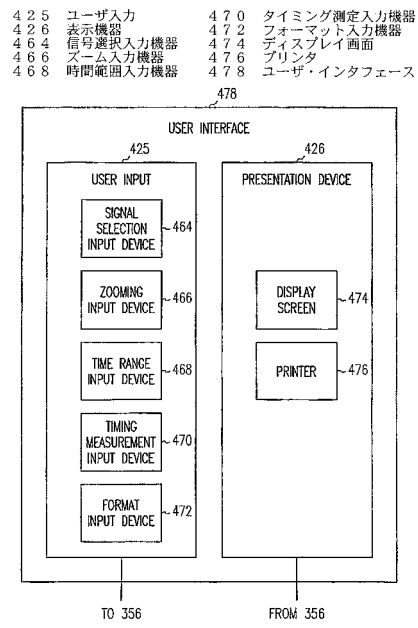 ４２５ ユーザ入力
４２６ 表示機器
４６４ 信号選択入力機器
４６６ ズーム入力機器
４６８ 時間範囲入力機器
４７０ タイミング測定入力機器
４７２ フォーマット入力機器
４７４ ディスプレイ画面
４７６ プリンタ
４７８ ユーザ・インタフェース
478
USER INTERFACE
425
USER INPUT
SIGNAL
SELECTION
INPUT DEVICE
464
ZOOMING
INPUT DEVICE
466
TIME RANGE
INPUT DEVICE
468
TIMING
MEASUREMENT
INPUT DEVICE
470
FORMAT
INPUT DEVICE
472
426
PRESENTATION DEVICE
DISPLAY
SCREEN
474
PRINTER
476
TO 356
FROM 356